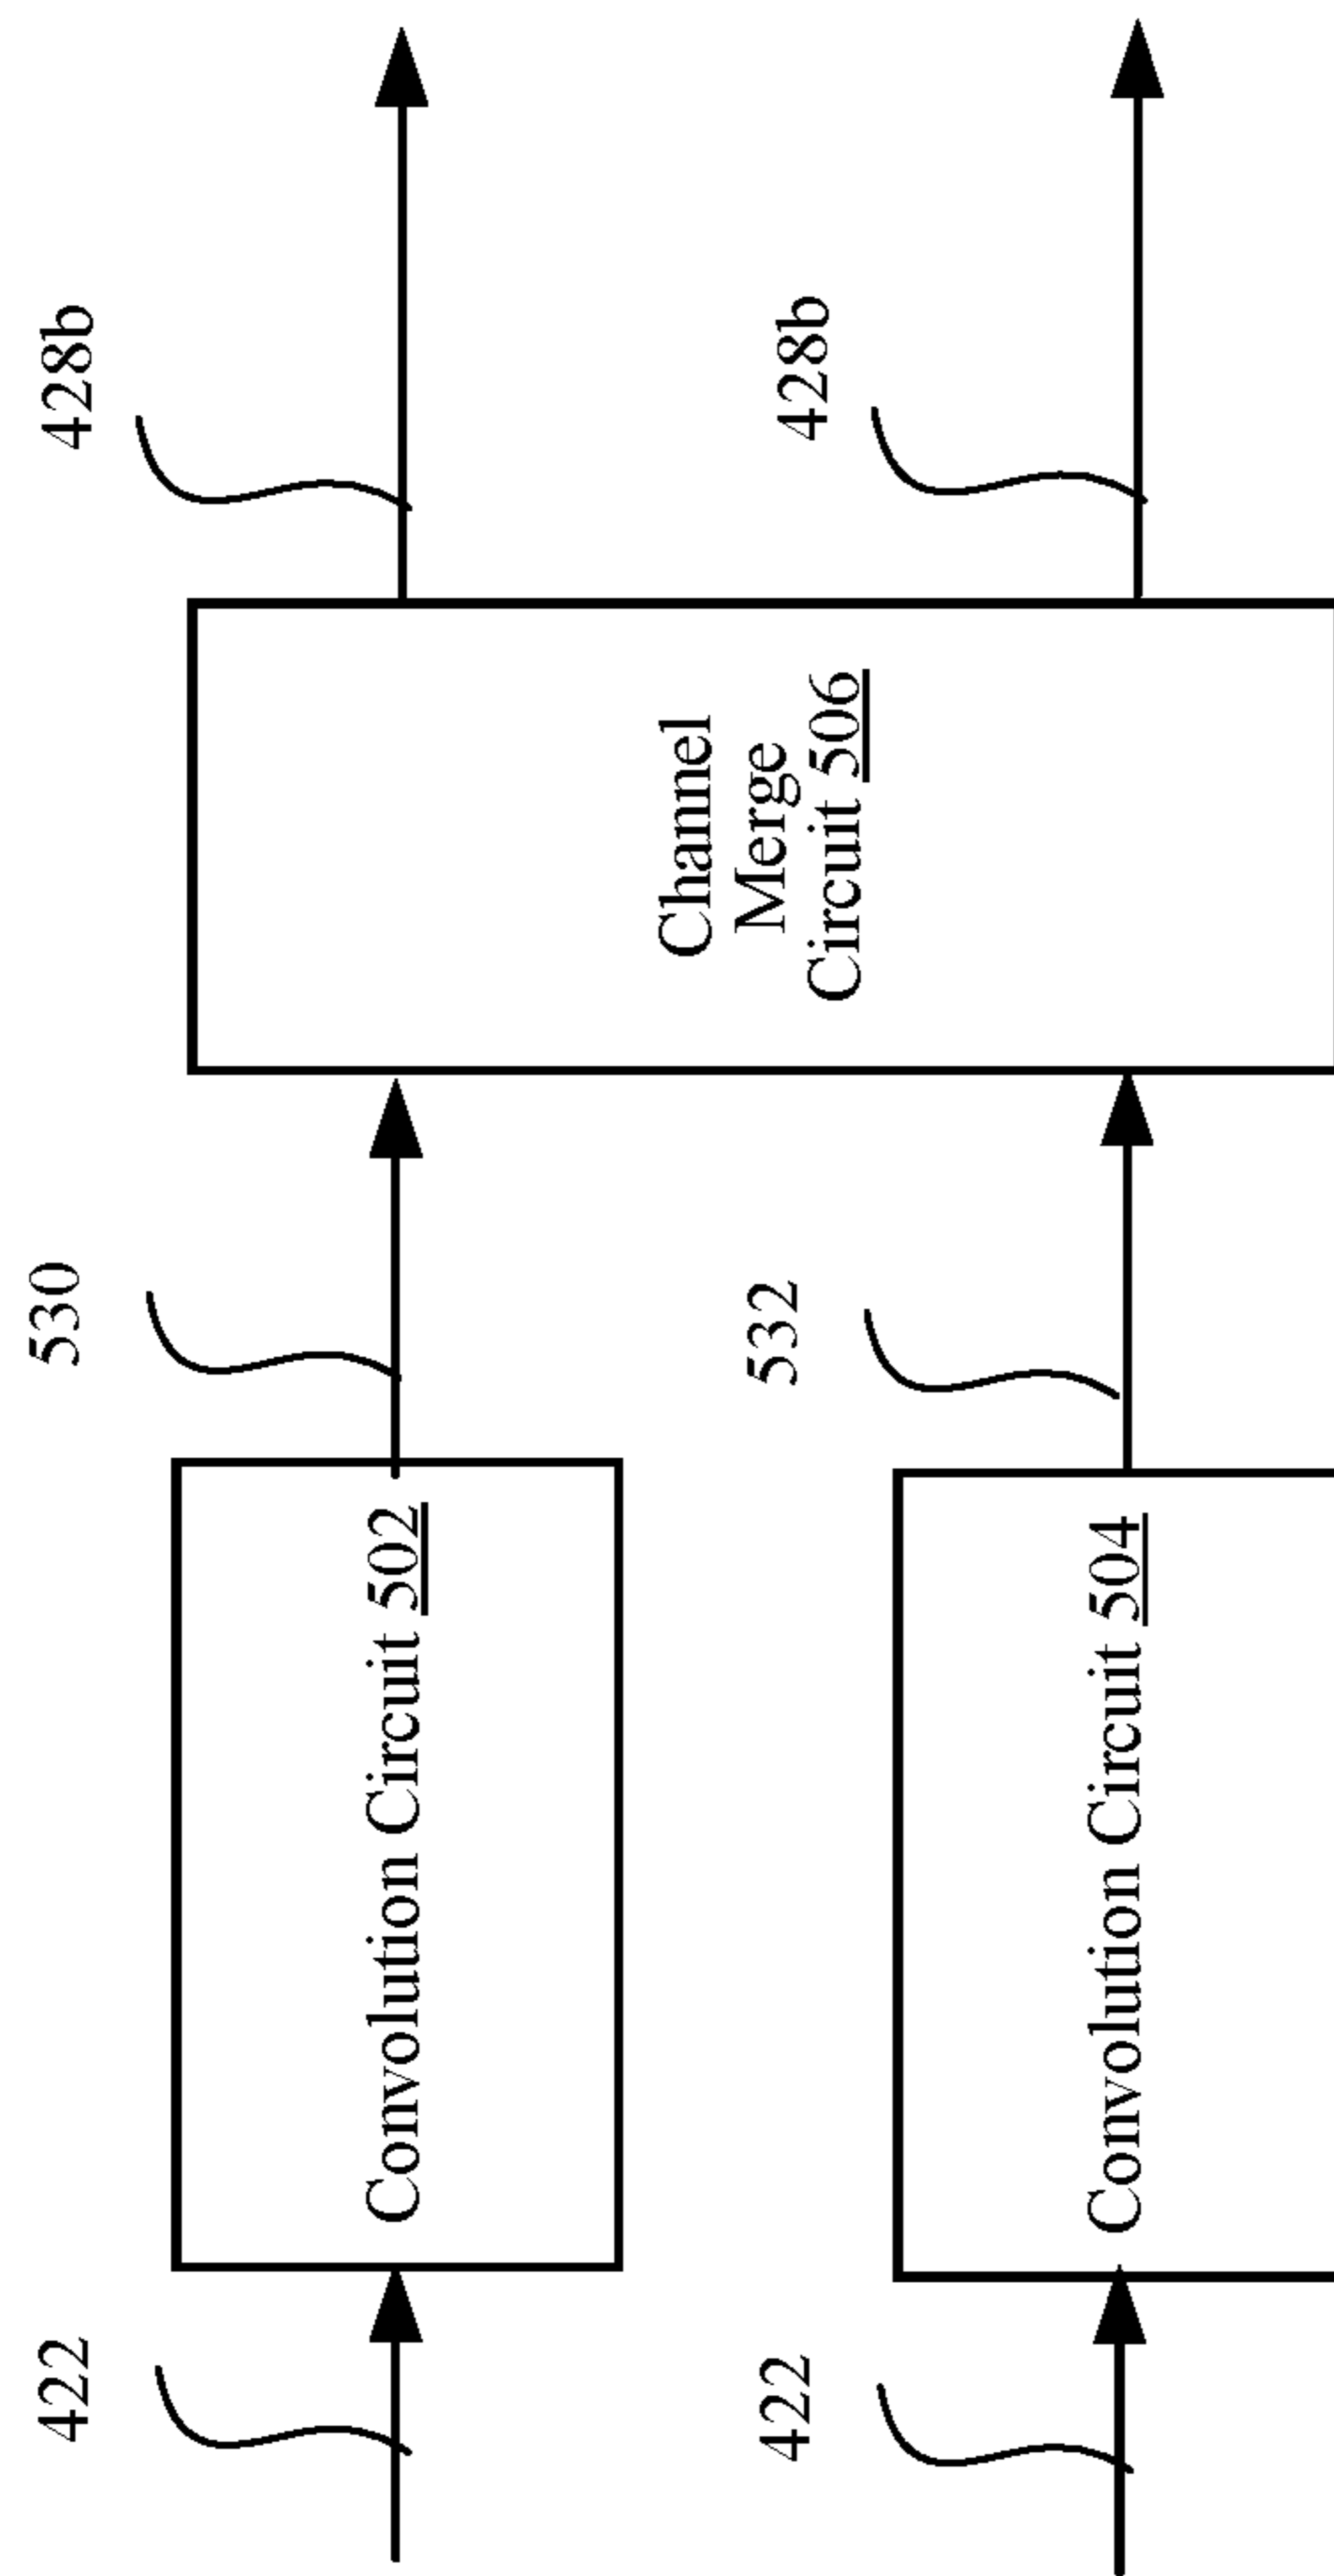 422
Convolution Circuit 502
530
Channel
Merge
Circuit 506
428b
422
Convolution Circuit 504
532
428b